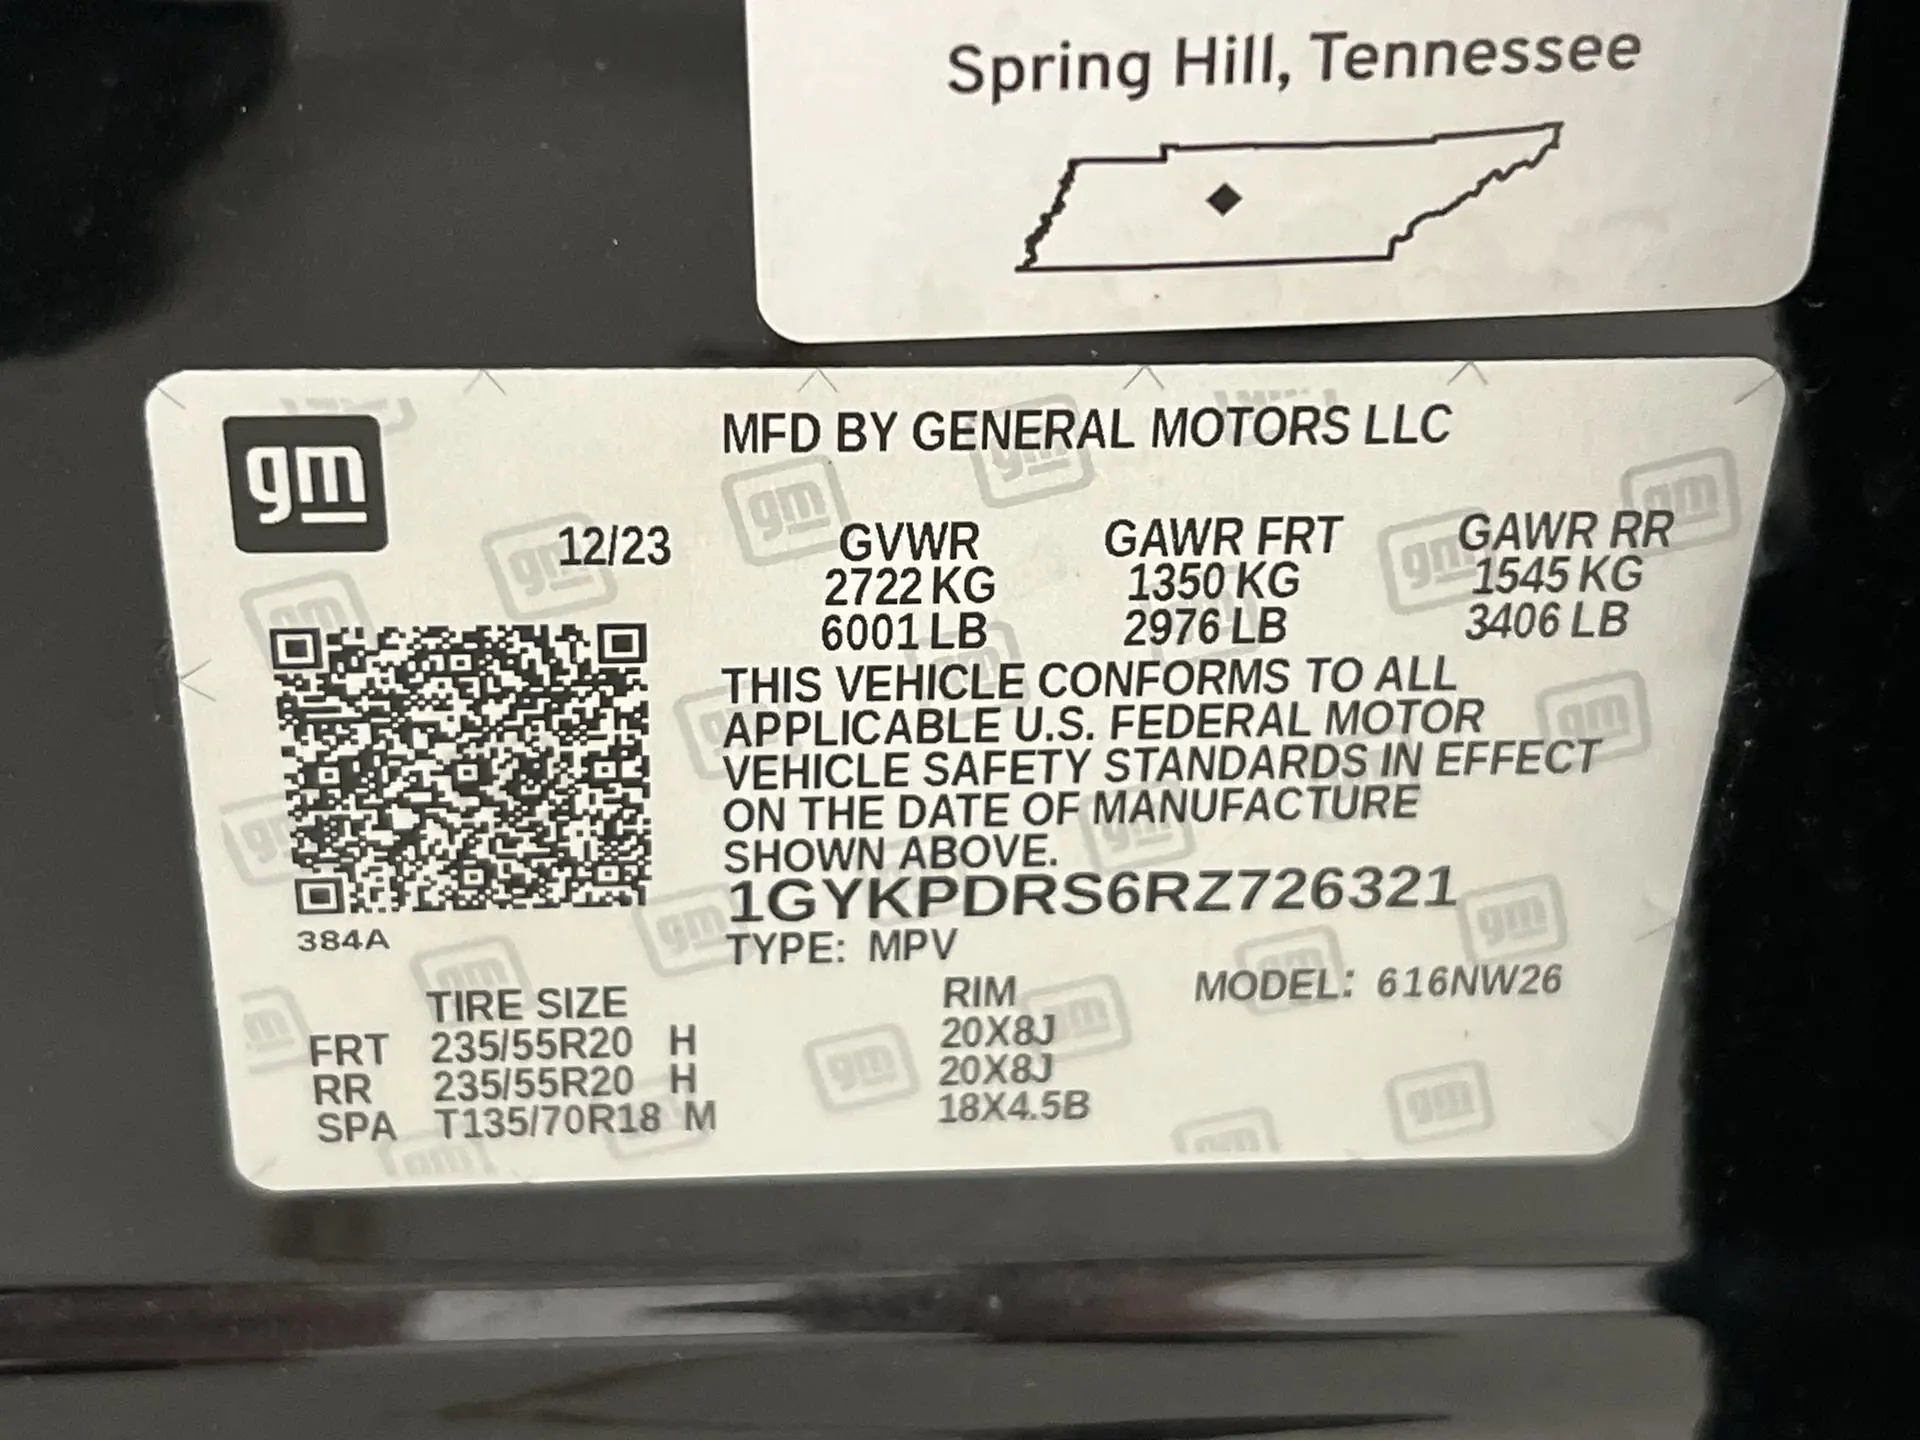 Spring Hill, Tennessee
gm
MFD BY GENERAL MOTORS LLC
12/23
GVWR GAWR FRT GAWR RR
2722 KG 1350 KG 1545 KG
6001 LB 2976 LB 3406 LB
THIS VEHICLE CONFORMS TO ALL
APPLICABLE U.S. FEDERAL MOTOR
VEHICLE SAFETY STANDARDS IN EFFECT
ON THE DATE OF MANUFACTURE
SHOWN ABOVE.
1GYKPDRS6RZ726321
384A
TYPE: MPV
MODEL: 616NW26
TIRE SIZE RIM
FRT 235/55R20 H 20X8J
RR 235/55R20 H 20X8J
SPA T135/70R18 M 18X4.5B